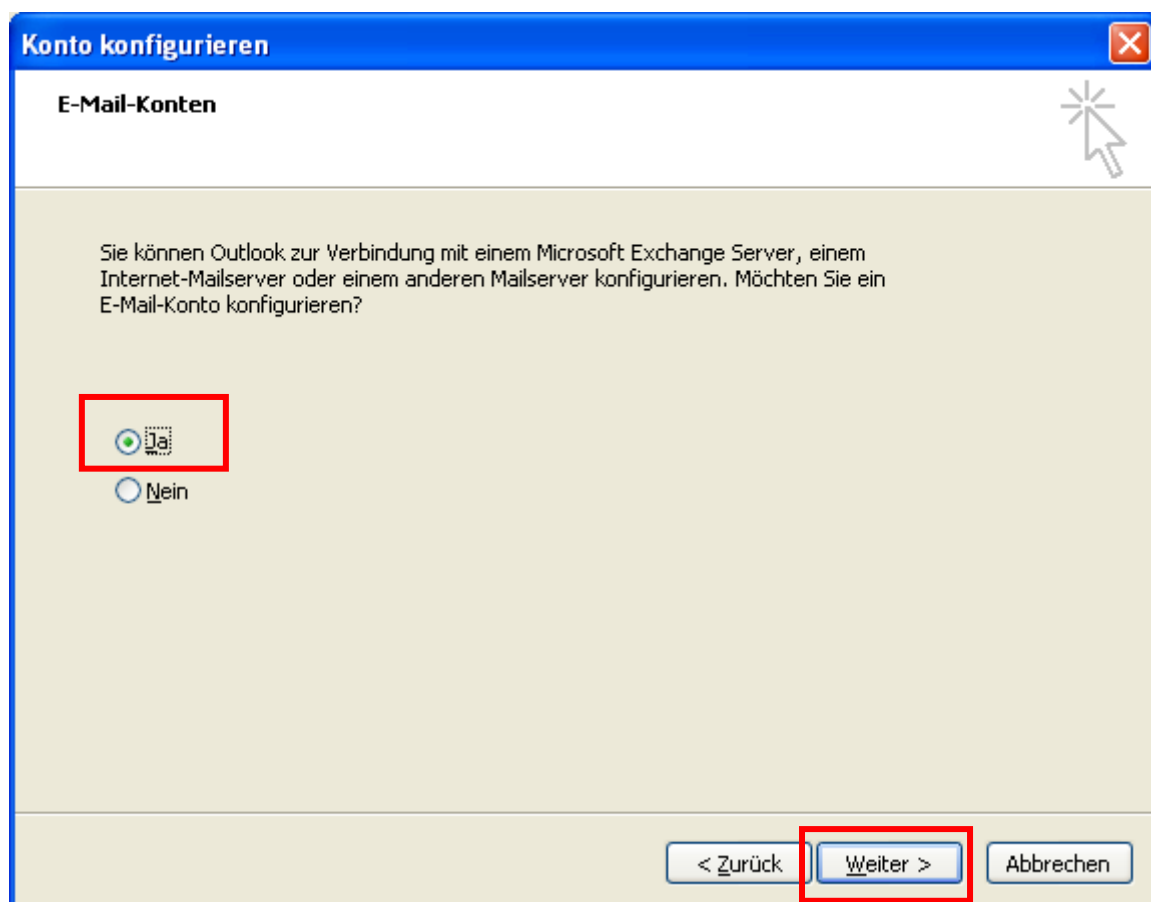 Konto konfigurieren
E-Mail-Konten
Sie können Outlook zur Verbindung mit einem Microsoft Exchange Server, einem
Internet-Mailserver oder einem anderen Mailserver konfigurieren. Möchten Sie ein
E-Mail-Konto konfigurieren?
Ja
Nein
< Zurück Weiter > Abbrechen